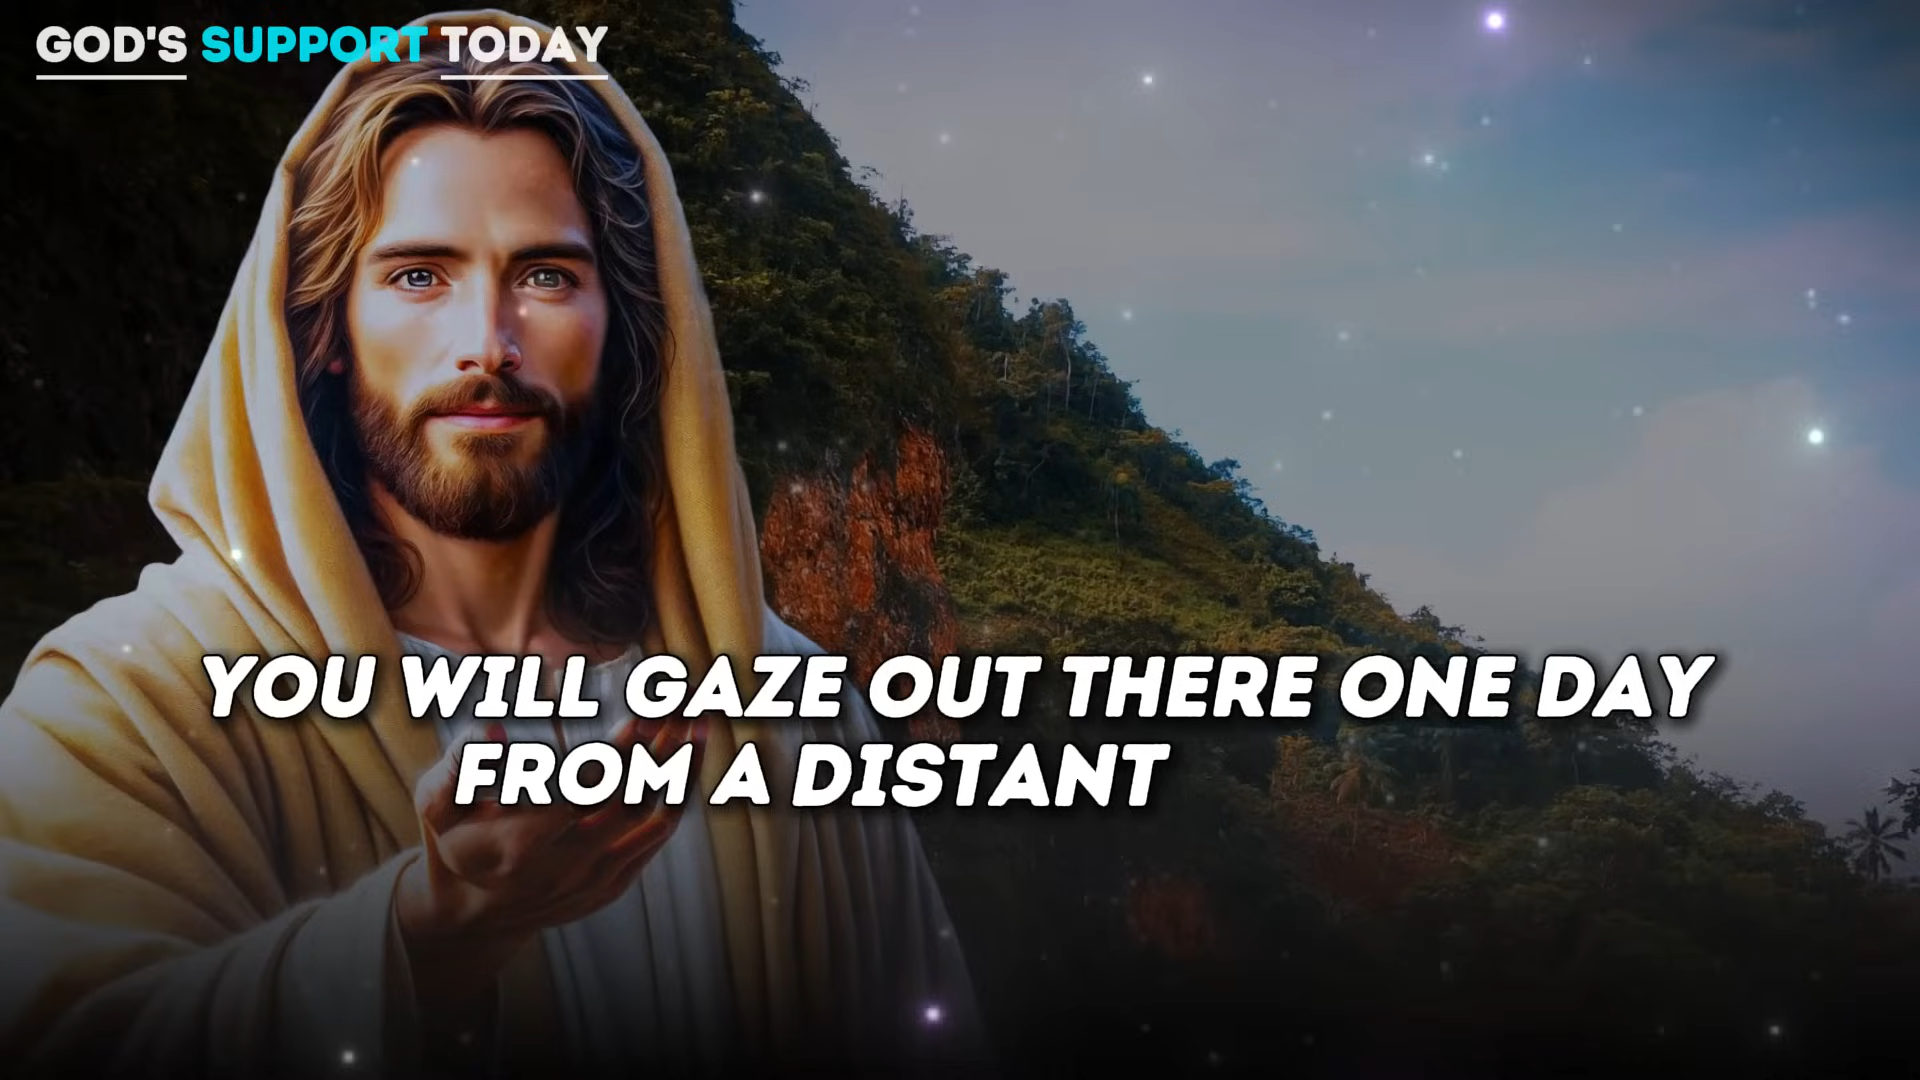 GOD'S SUPPORT TODAY
YOU WILL GAZE OUT THERE ONE DAY
FROM A DISTANT